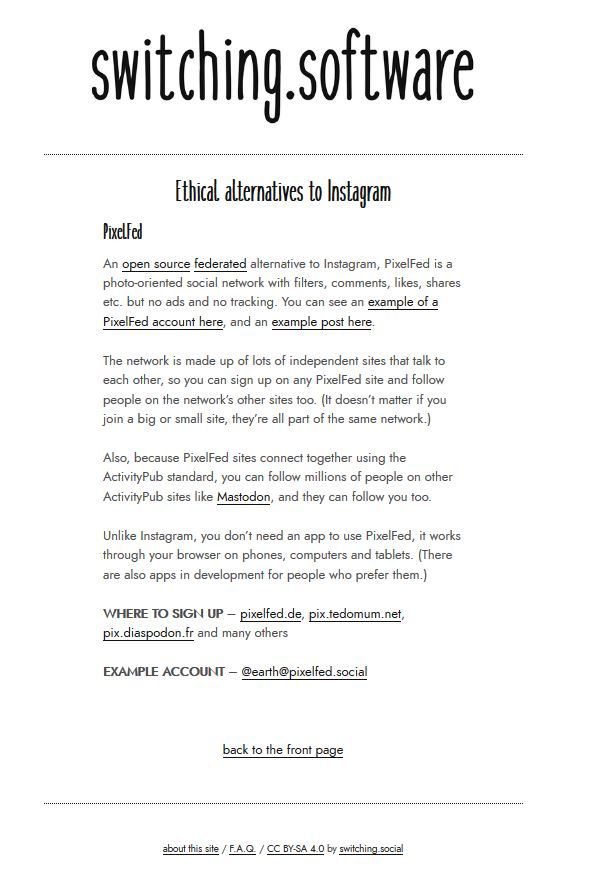 switching.software
Ethical alternatives to Instagram
PixelFed
An open source federated alternative to Instagram, PixelFed is a
photo-oriented social network with filters, comments, likes, shares
etc. but no ads and no tracking. You can see an example of a
PixelFed account here, and an example post here.
The network is made up of lots of independent sites that talk to
each other, so you can sign up on any PixelFed site and follow
people on the network's other sites too. (It doesn't matter if you
join a big or small site, they're all part of the same network.)
Also, because PixelFed sites connect together using the
ActivityPub standard, you can follow millions of people on other
ActivityPub sites like Mastodon, and they can follow you too.
Unlike Instagram, you don't need an app to use PixelFed, it works
through your browser on phones, computers and tablets. (There
are also apps in development for people who prefer them.)
WHERE TO SIGN UP – pixelfed.de, pix.tedomum.net,
pix.diaspodon.fr and many others
EXAMPLE ACCOUNT – @earth@pixelfed.social
back to the front page
about this site / F.A.Q. / CC BY-SA 4.0 by switching.social